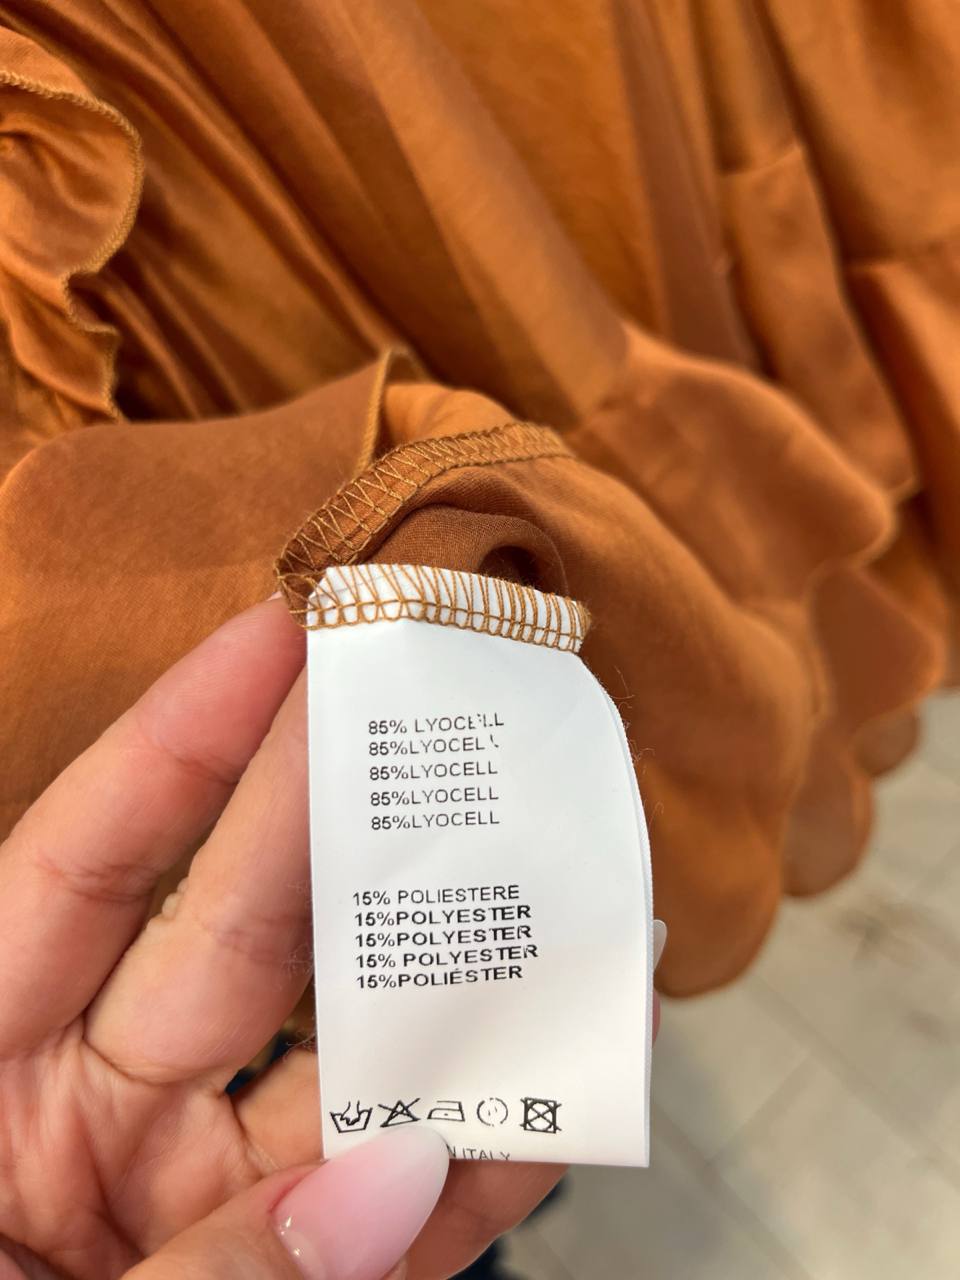 85% LYOCELL
85%LYOCELL
85%LYOCELL
85%LYOCELL
85%LYOCELL
15% POLIESTERE
15%POLYESTER
15%POLYESTER
15% POLYESTER
15%POLIÉSTER
ITALY